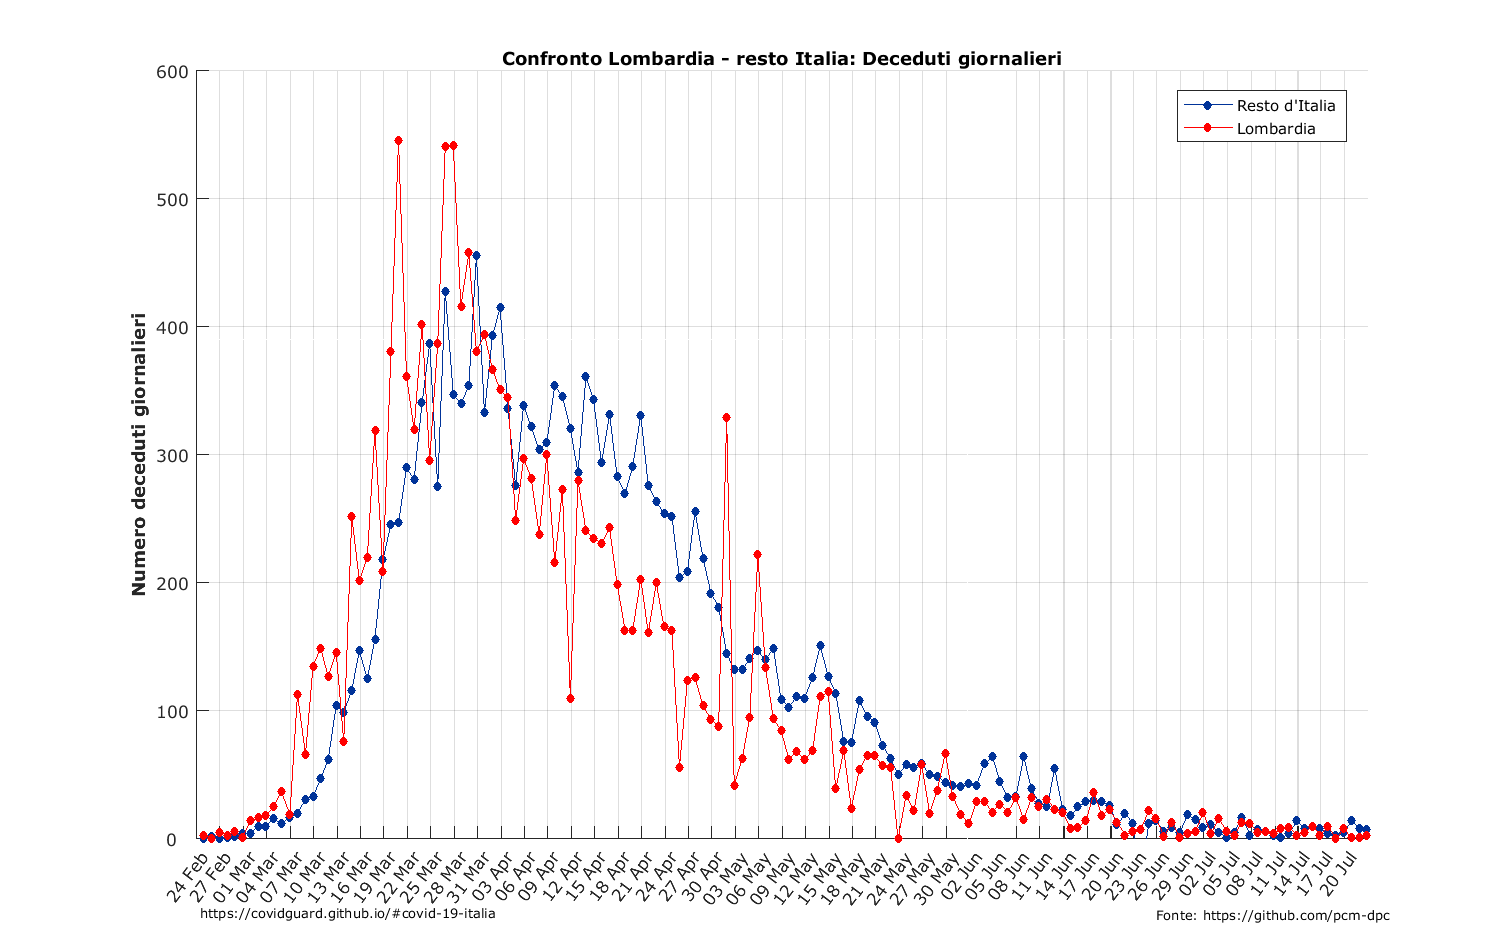 Confronto Lombardia - resto Italia: Deceduti giornalieri
600
500
400
300
200
100
0
Numero deceduti giornalieri
Resto d'Italia
Lombardia
24 Feb
27 Feb
01 Mar
04 Mar
07 Mar
10 Mar
13 Mar
16 Mar
19 Mar
22 Mar
25 Mar
28 Mar
31 Mar
03 Apr
06 Apr
09 Apr
12 Apr
15 Apr
18 Apr
21 Apr
24 Apr
27 Apr
30 Apr
03 May
06 May
09 May
12 May
15 May
18 May
21 May
24 May
27 May
30 May
02 Jun
05 Jun
08 Jun
11 Jun
14 Jun
17 Jun
20 Jun
23 Jun
26 Jun
29 Jun
02 Jul
05 Jul
08 Jul
11 Jul
14 Jul
17 Jul
20 Jul
https://covidguard.github.io/#covid-19-italia
Fonte: https://github.com/pcm-dpc